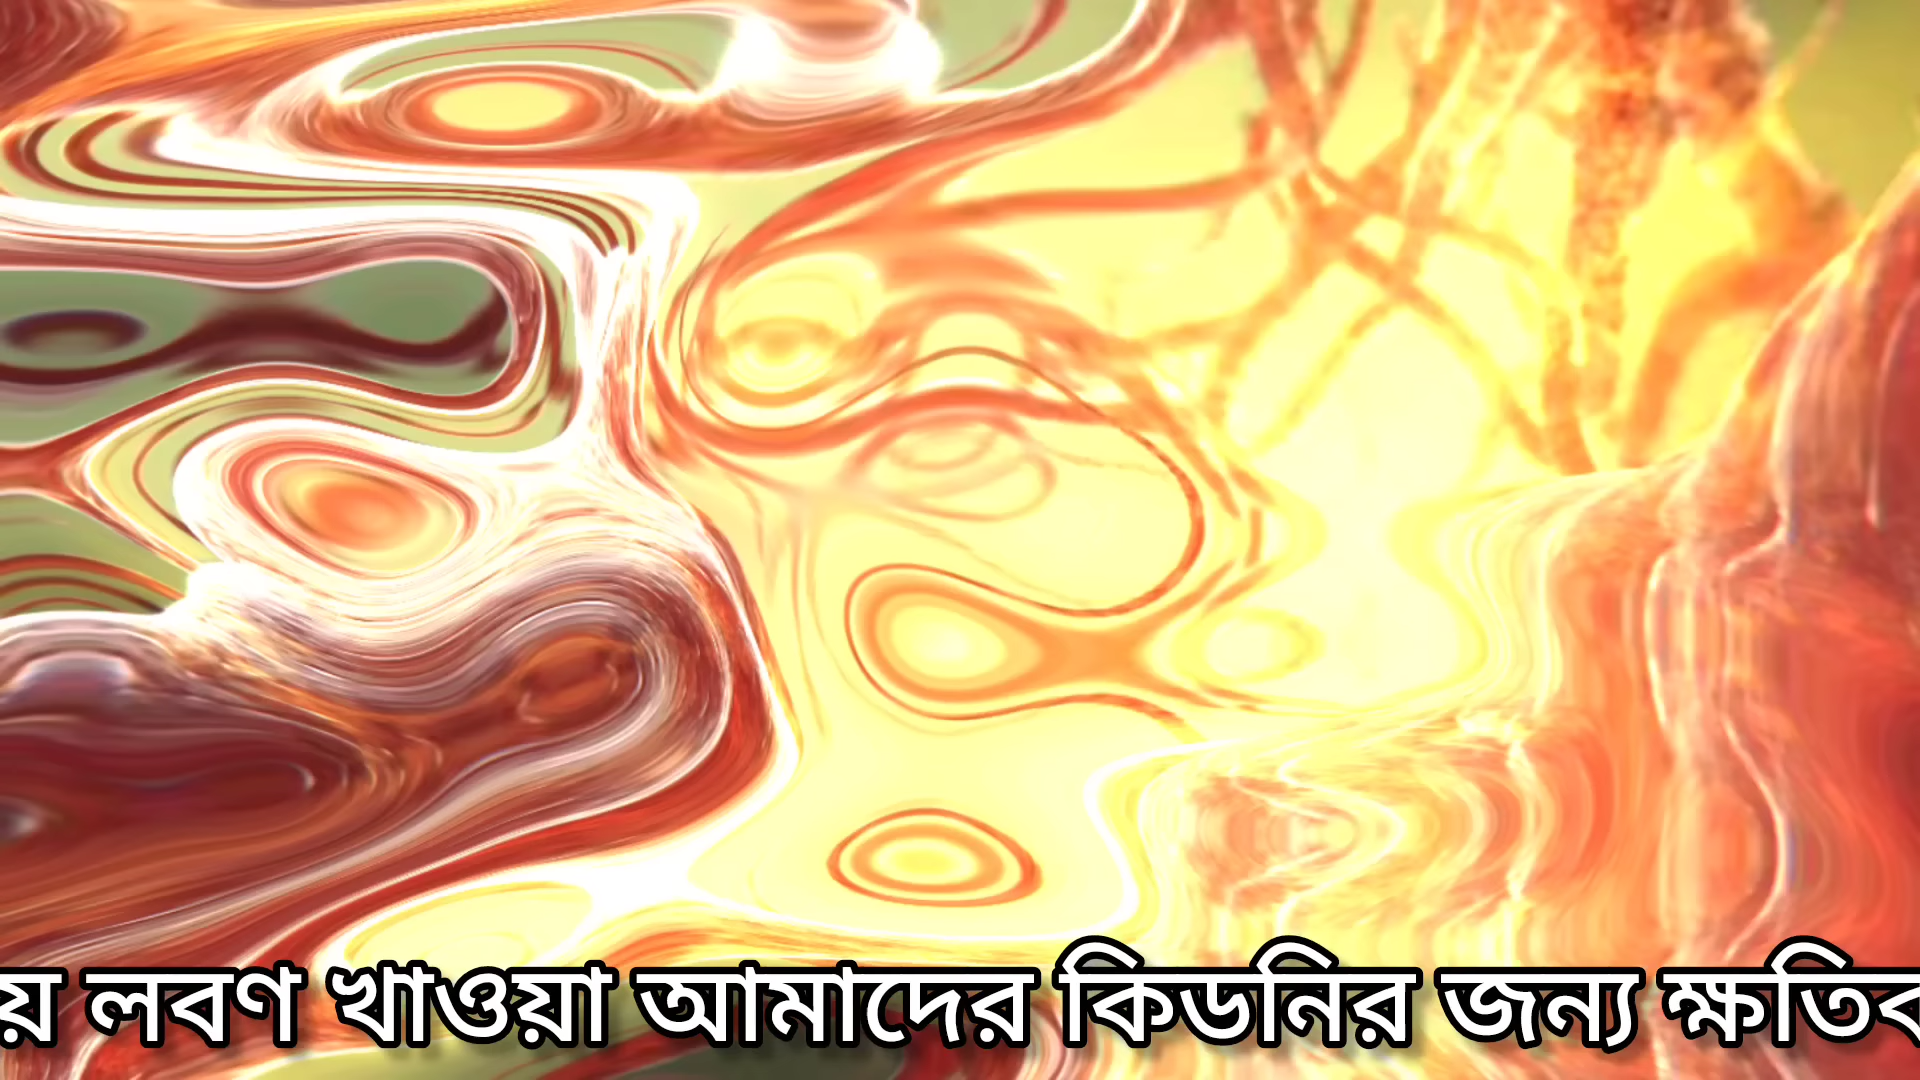 লবণ খাওয়া আমাদের কিডনির জন্য